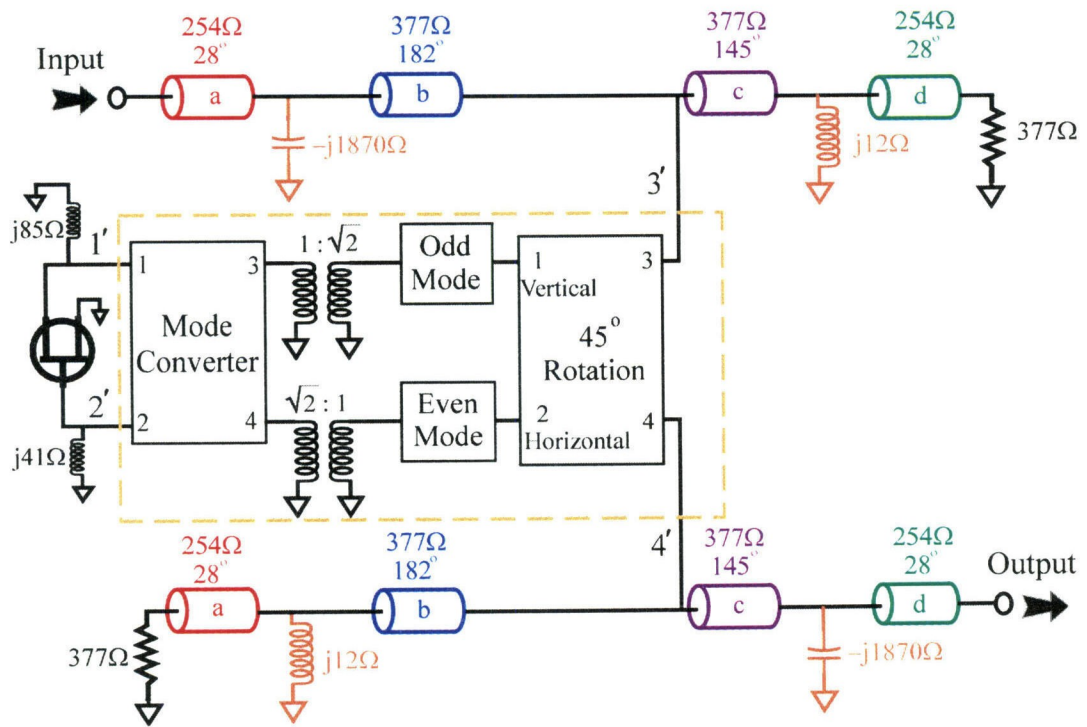 254Ω
28°
377Ω
182°
377Ω
145°
254Ω
28°
Input
a
b
c
d
-j1870Ω
j12Ω
377Ω
3′
j85Ω
1′
1
3
1 : √2
Odd
Mode
1
Vertical
3
Mode
Converter
45°
Rotation
2′
2
4
√2 : 1
Even
Mode
2
Horizontal
4
j41Ω
4′
254Ω
28°
377Ω
182°
377Ω
145°
254Ω
28°
Output
a
b
c
d
377Ω
j12Ω
-j1870Ω